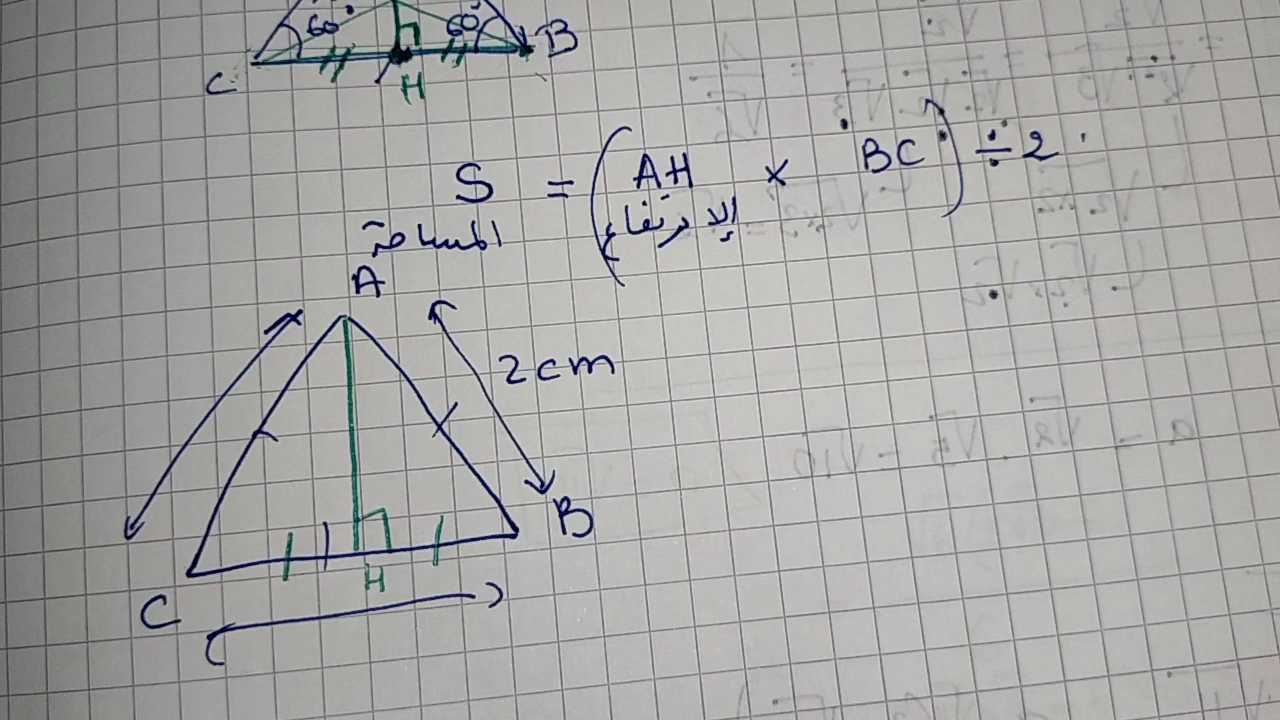 60° 60° B
C H
S = ( AH × BC ) ÷ 2
المساحة الارتفاع
A
2cm
B
H
C